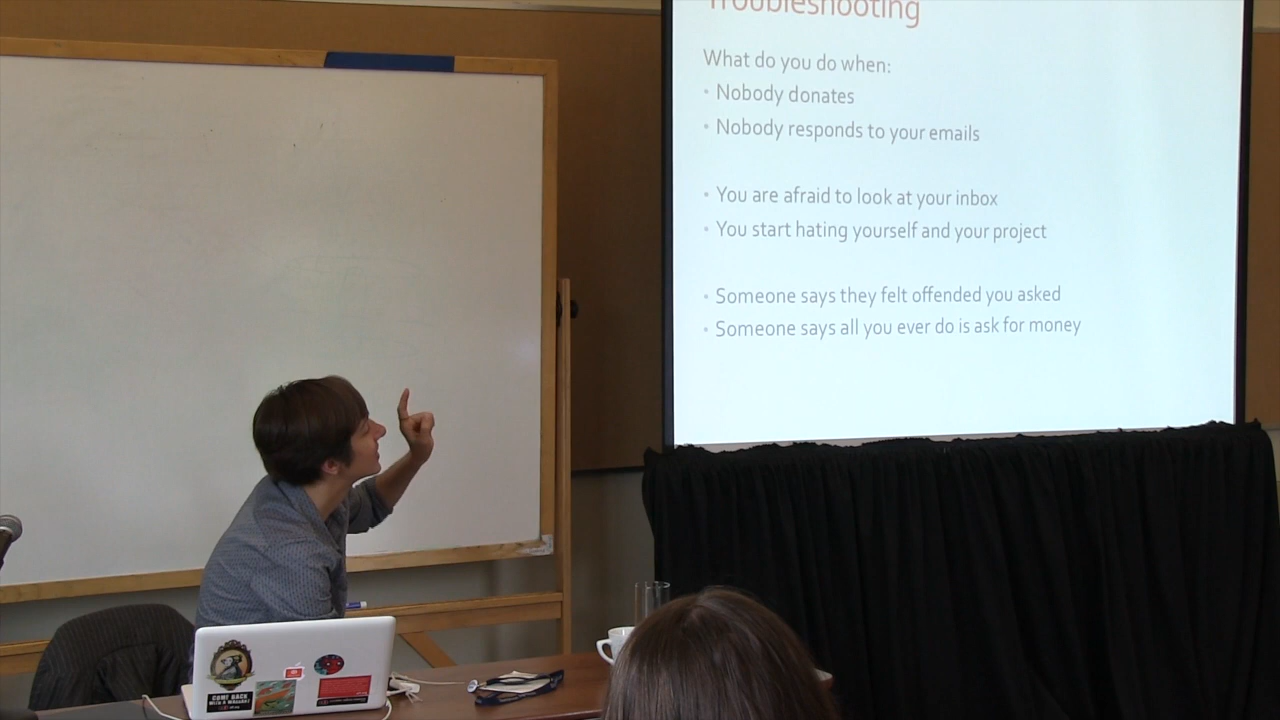 Troubleshooting
What do you do when:
• Nobody donates
• Nobody responds to your emails
• You are afraid to look at your inbox
• You start hating yourself and your project
• Someone says they felt offended you asked
• Someone says all you ever do is ask for money
COME BACK
WITH A WARRANT